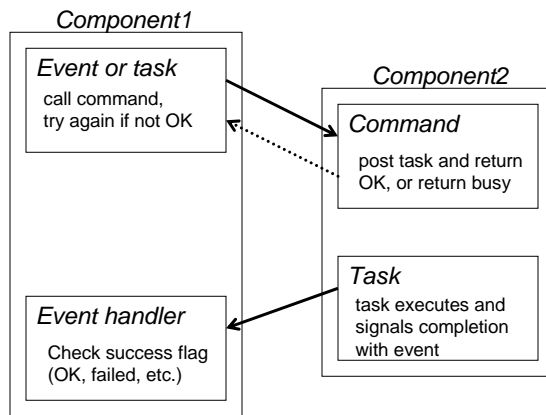 Component1
Event or task
call command,
try again if not OK
Component2
Command
post task and return
OK, or return busy
Task
task executes and
signals completion
with event
Event handler
Check success flag
(OK, failed, etc.)